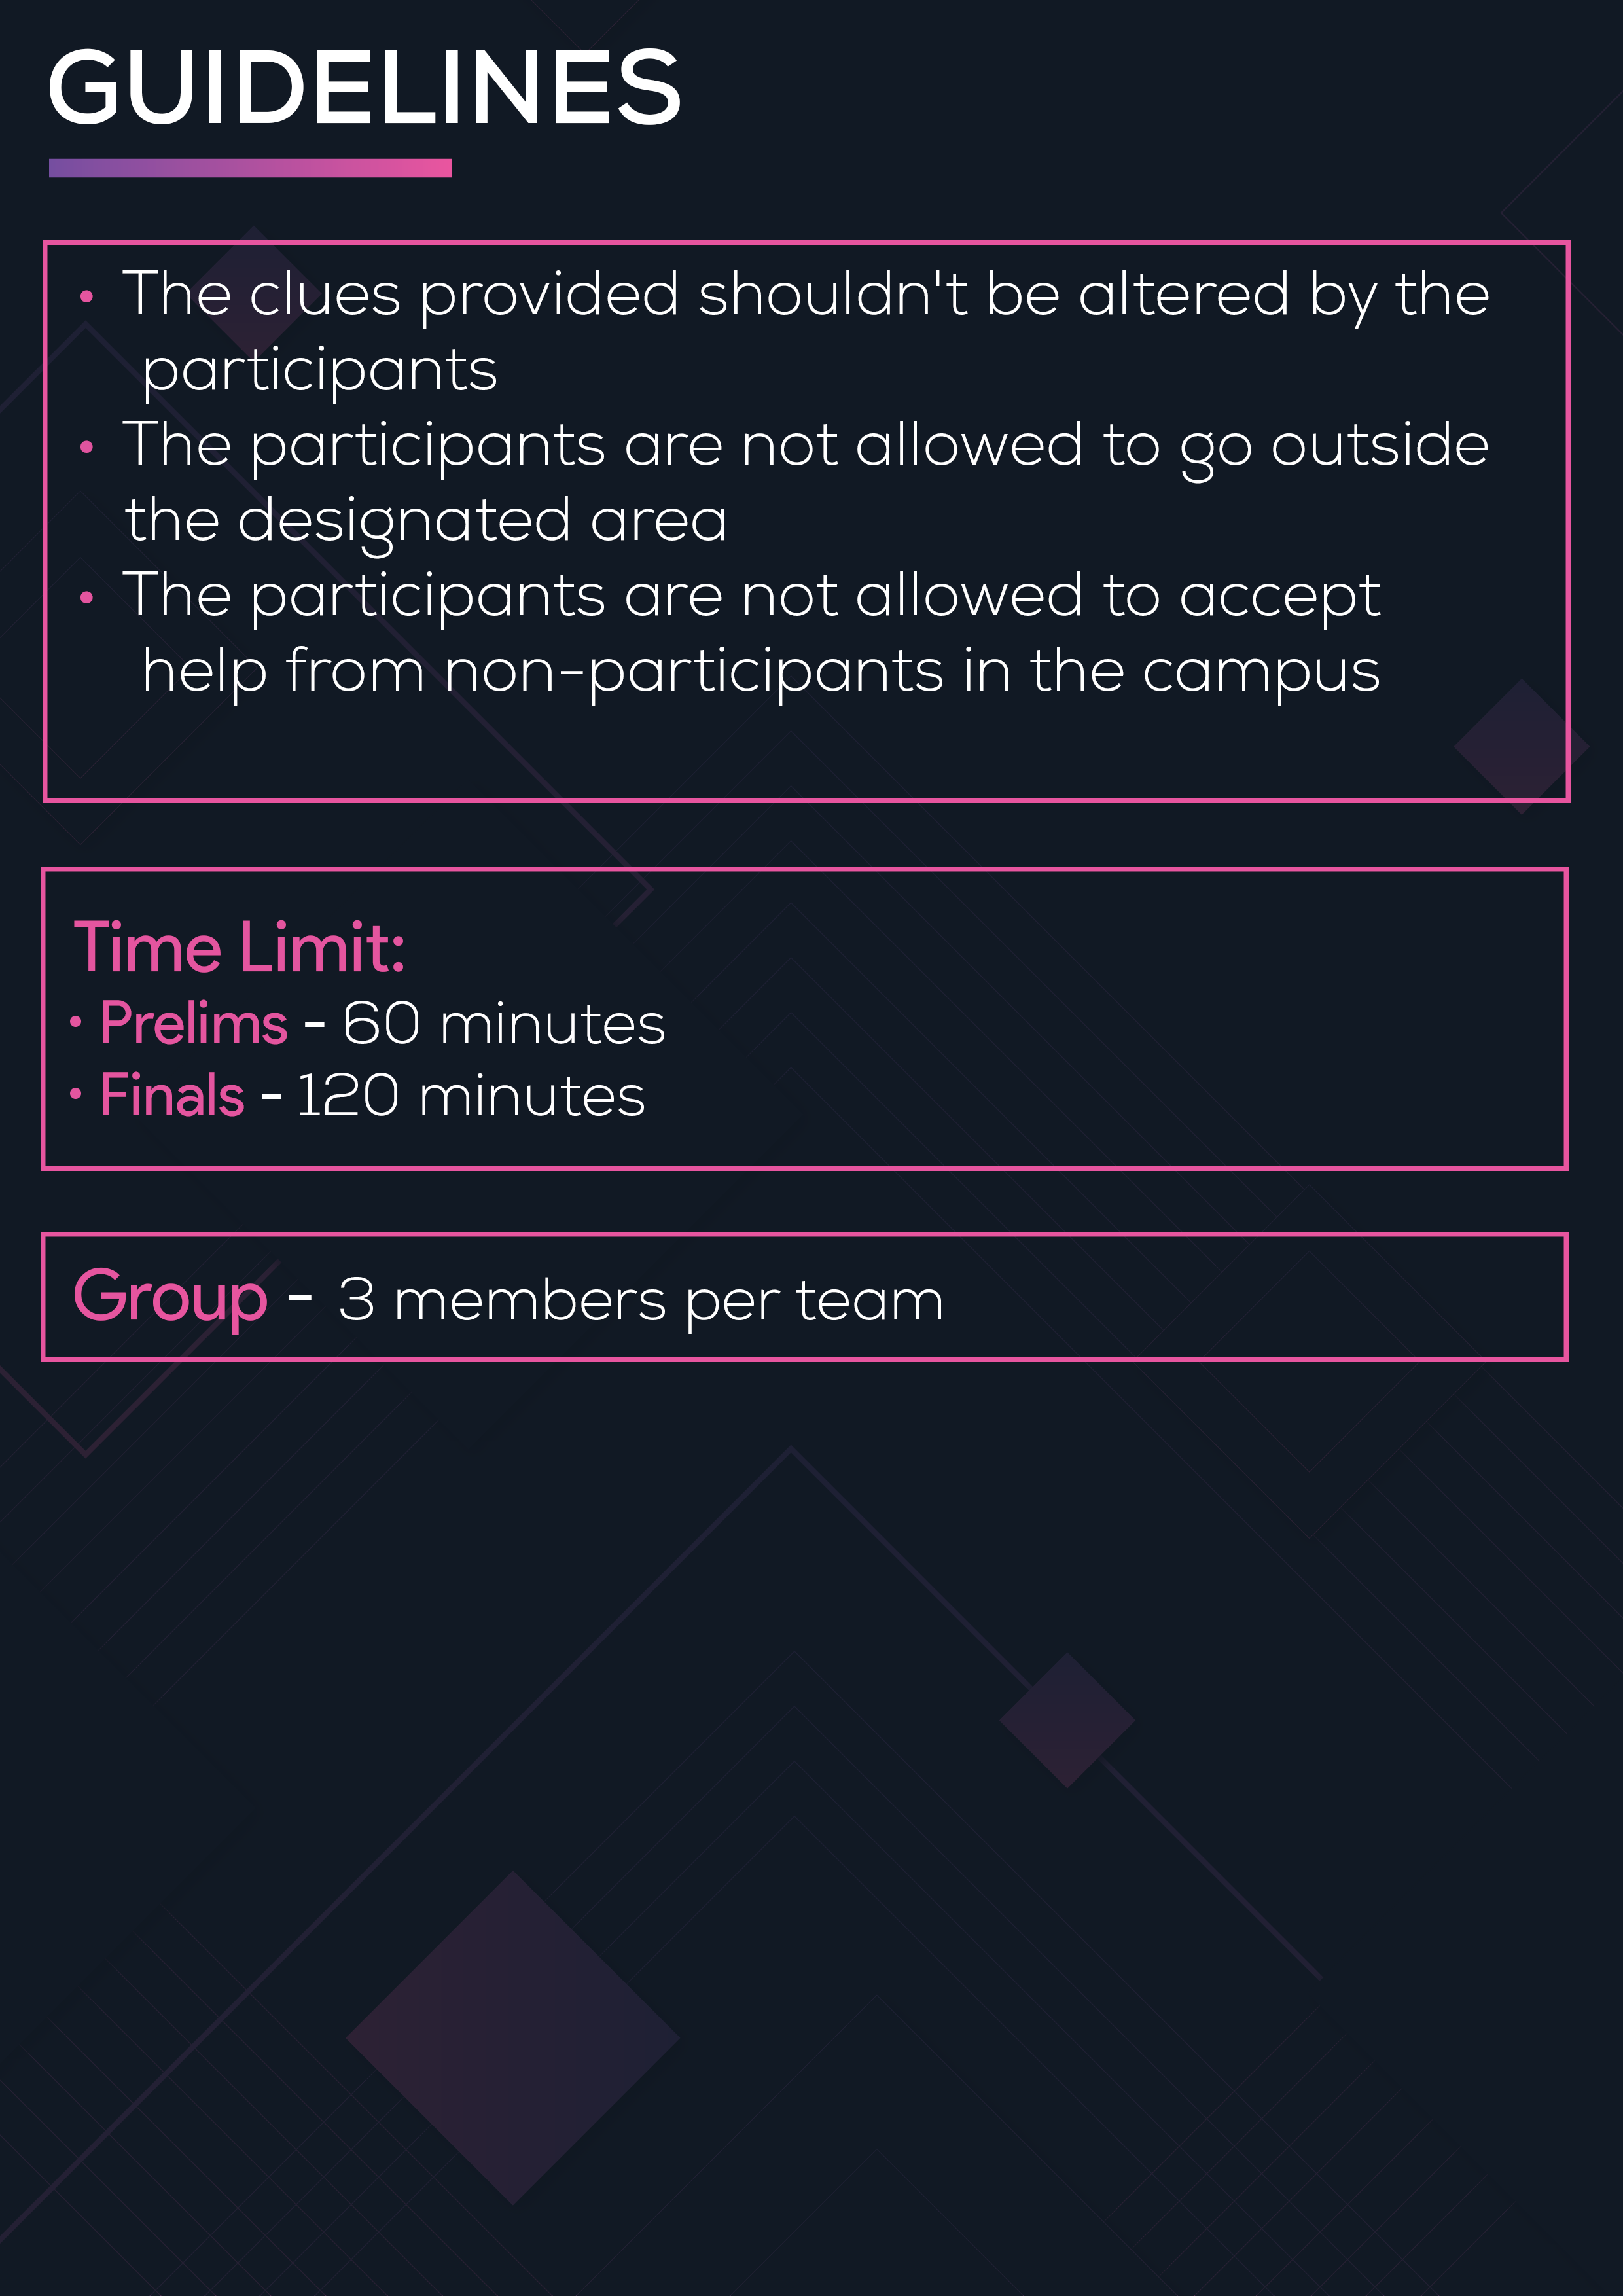 GUIDELINES
• The clues provided shouldn't be altered by the
participants
• The participants are not allowed to go outside
the designated area
• The participants are not allowed to accept
help from non-participants in the campus
Time Limit:
• Prelims - 60 minutes
• Finals - 120 minutes
Group - 3 members per team